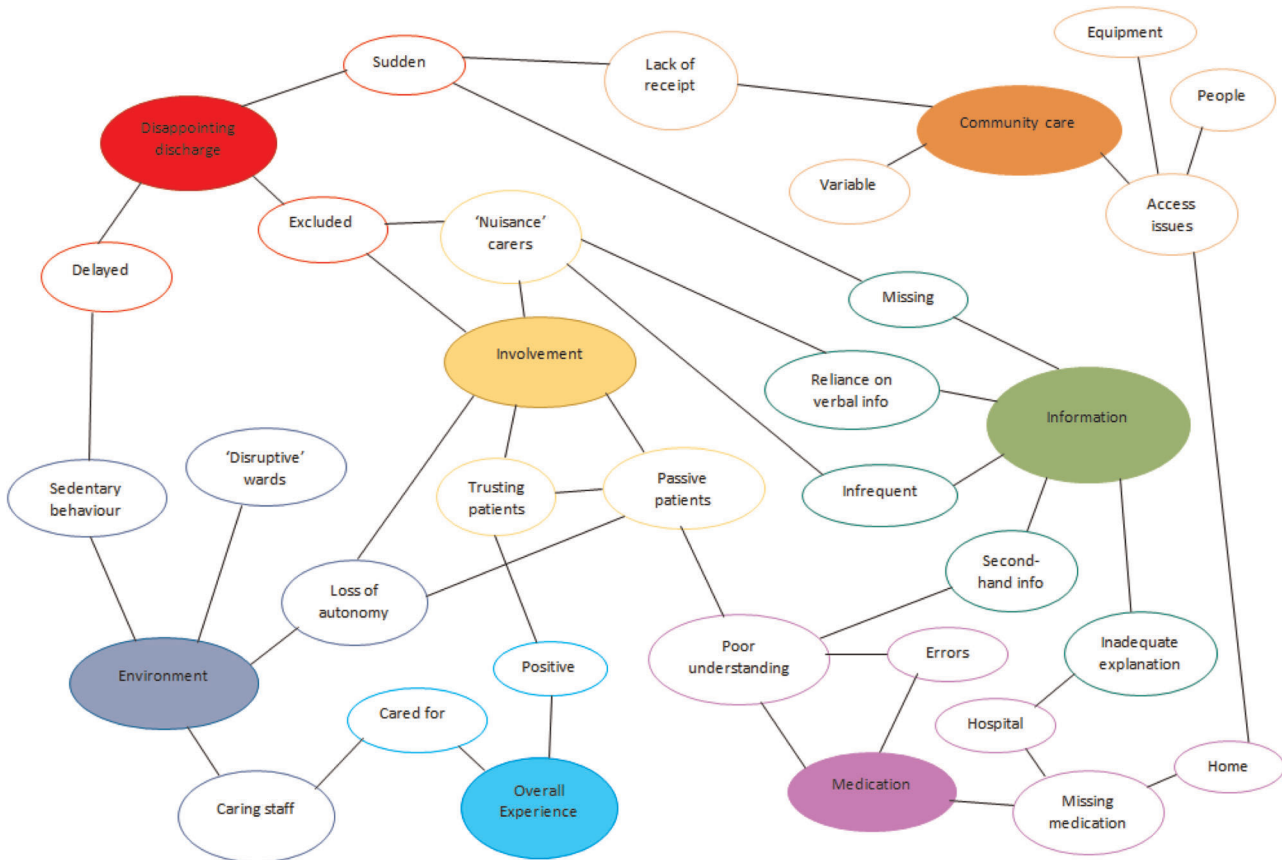 Equipment
Sudden
Lack of
receipt
People
Disappointing
discharge
Community care
Variable
Access
issues
Excluded
‘Nuisance’
carers
Delayed
Missing
Involvement
Reliance on
verbal info
Information
‘Disruptive’
wards
Sedentary
behaviour
Trusting
patients
Passive
patients
Infrequent
Second-
hand info
Loss of
autonomy
Poor
understanding
Errors
Inadequate
explanation
Environment
Positive
Cared for
Hospital
Home
Caring staff
Overall
Experience
Medication
Missing
medication